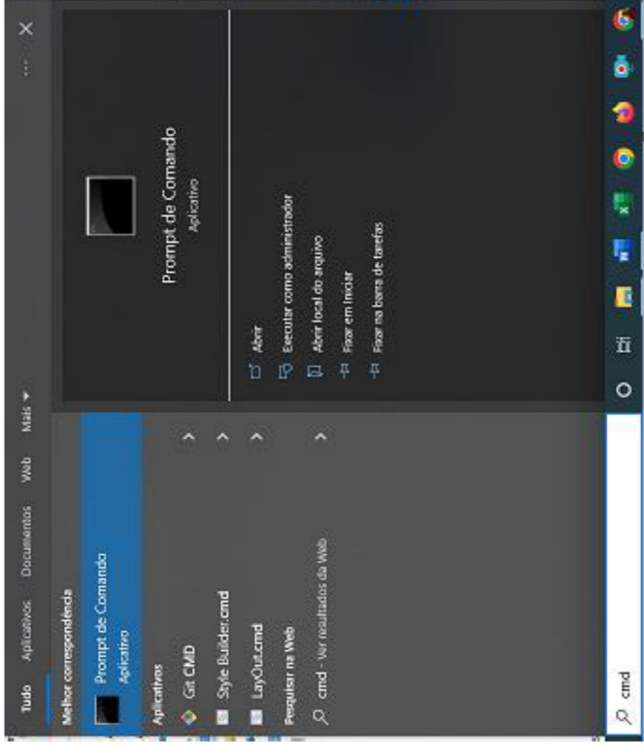 Tudo Aplicativos Documentos Web Mais
Melhor correspondência
Prompt de Comando
Aplicativo
Aplicativos
Git CMD
Style Builder.cmd
LayOut.cmd
Pesquisar na Web
cmd - Ver resultados da Web
Prompt de Comando
Aplicativo
Abrir
Executar como administrador
Abrir local do arquivo
Fixar em Iniciar
Fixar na barra de tarefas
cmd